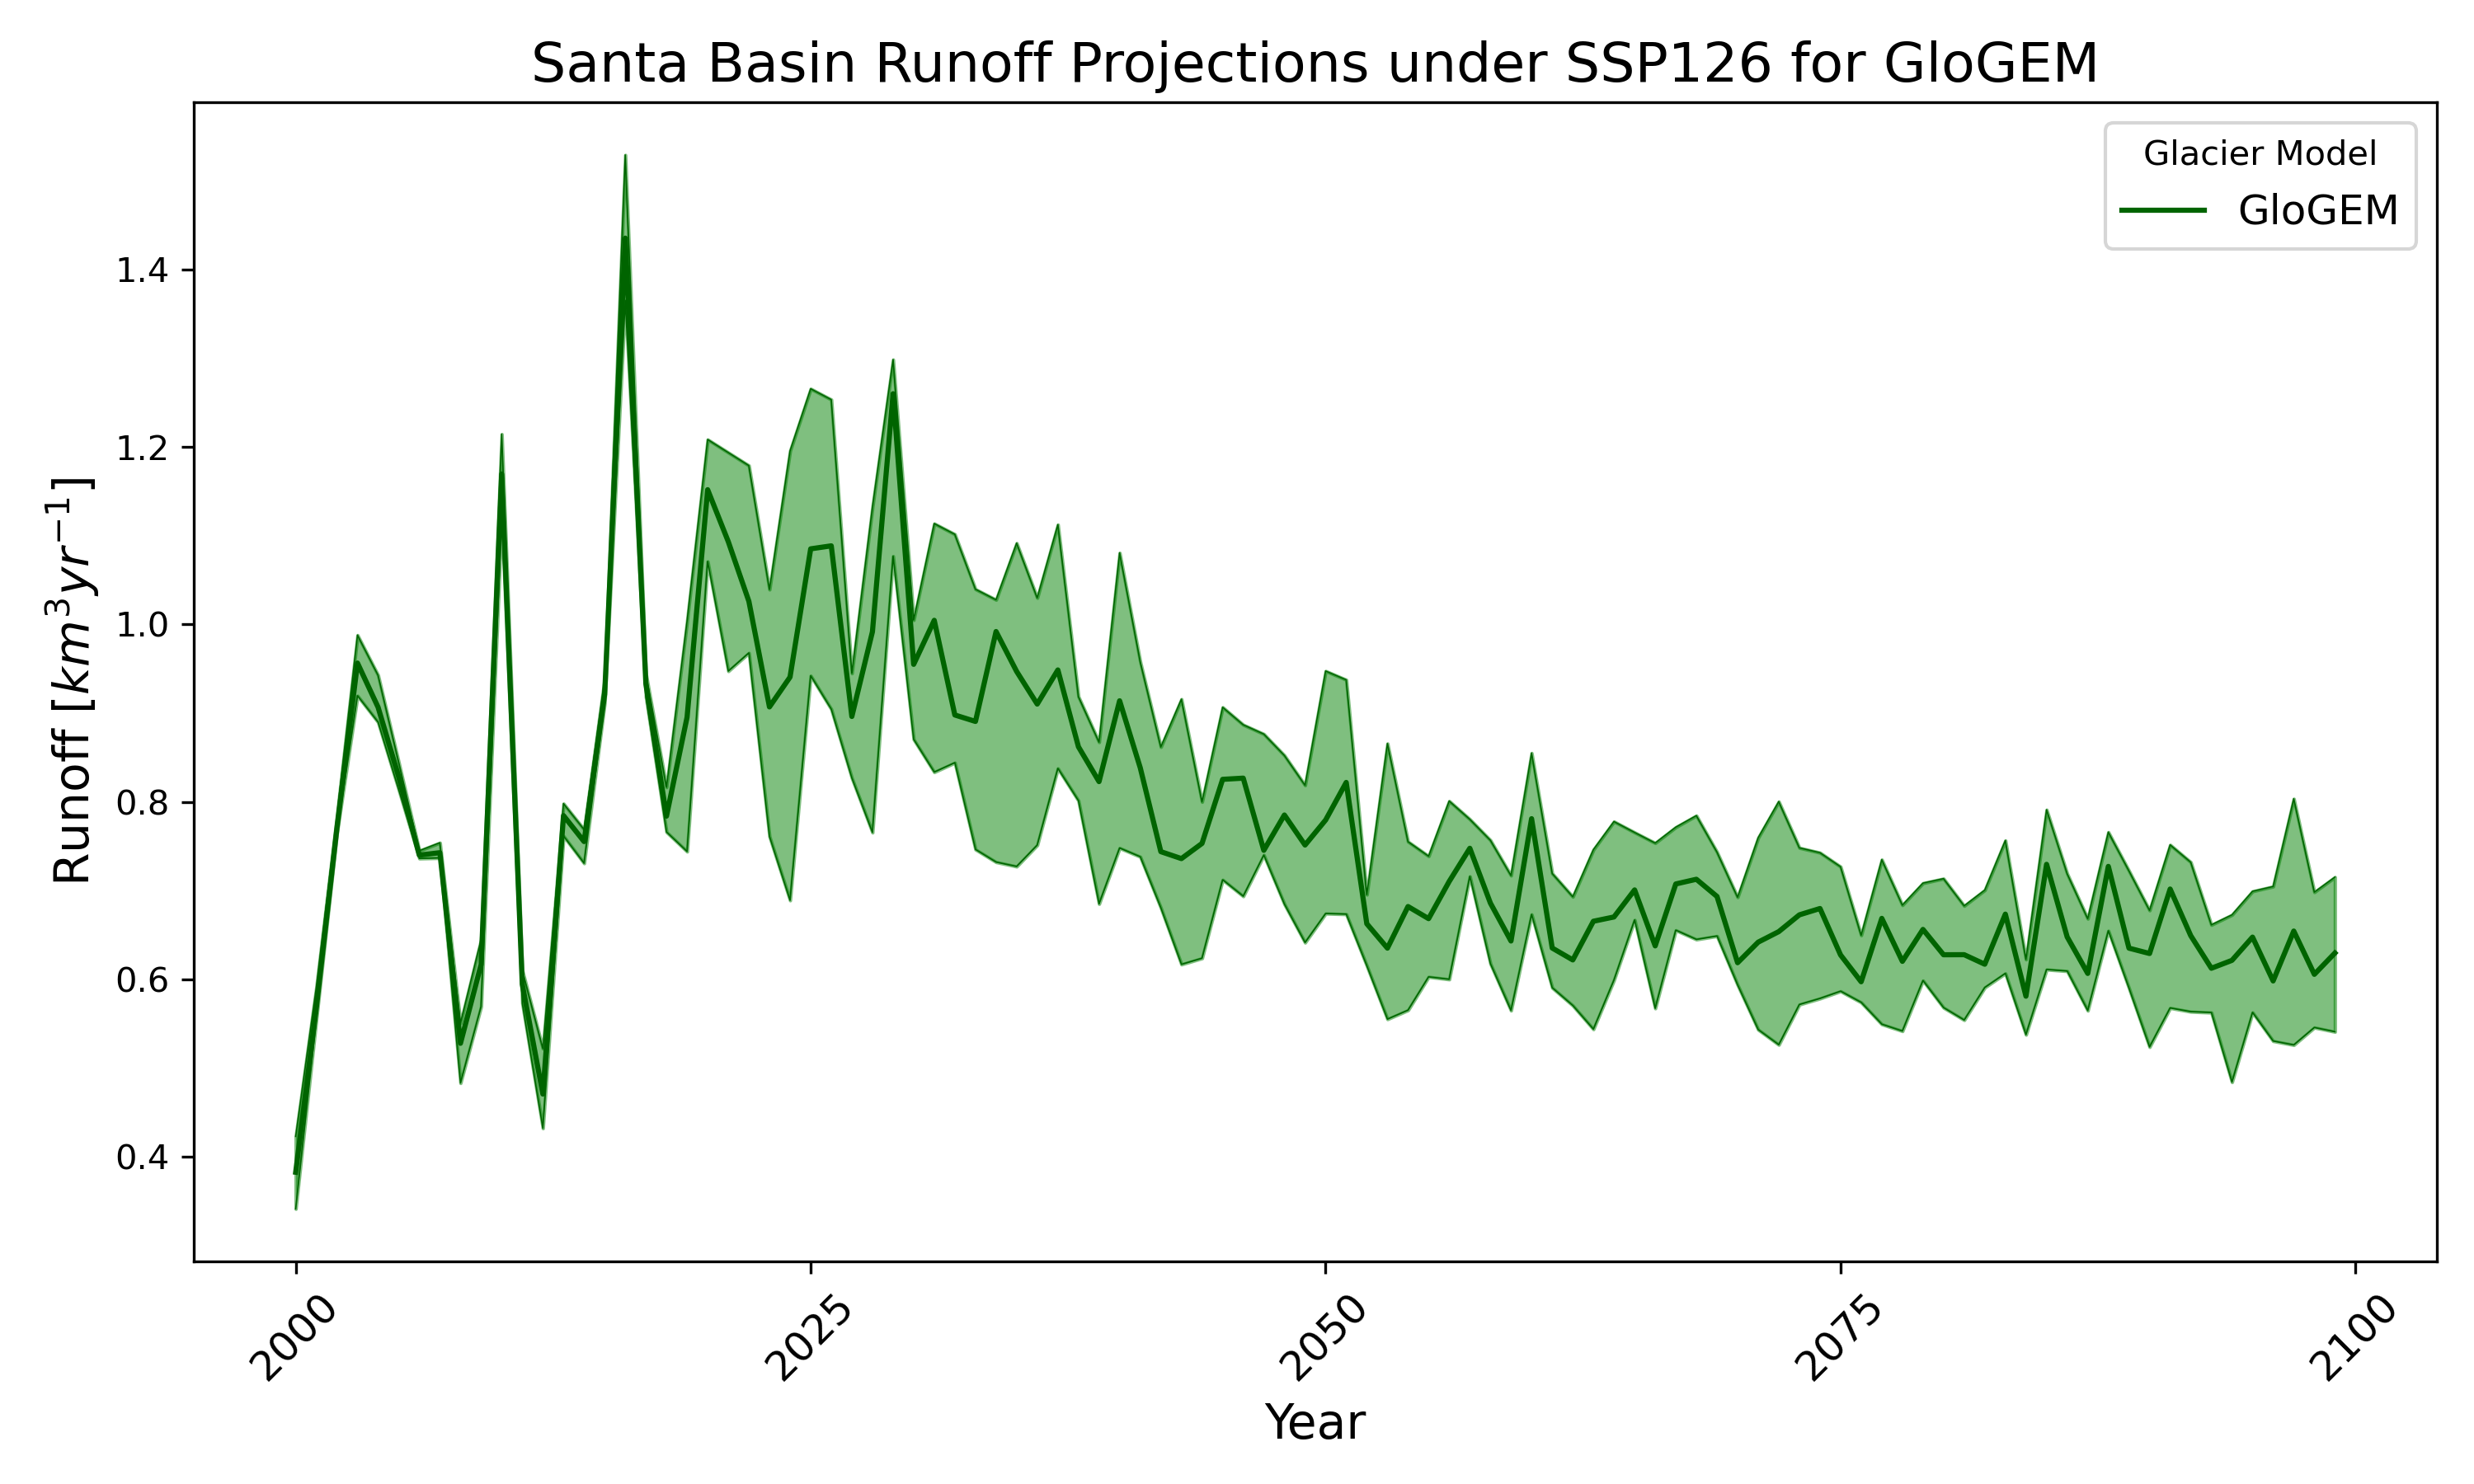 Santa Basin Runoff Projections under SSP126 for GloGEM
Glacier Model
GloGEM
Runoff [km³yr⁻¹]
1.4
1.2
1.0
0.8
0.6
0.4
2000
2025
2050
2075
2100
Year